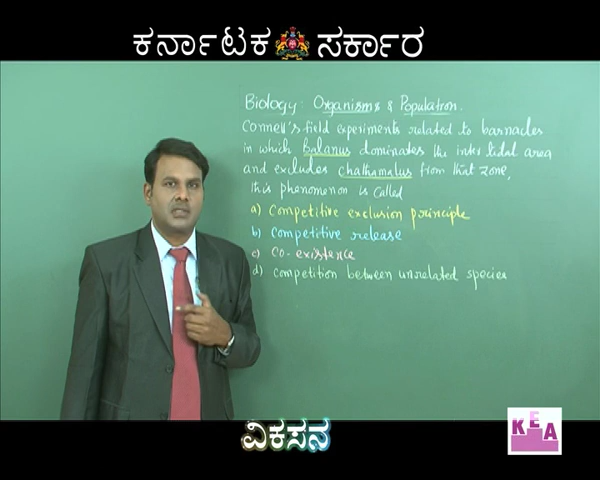 ಕರ್ನಾಟಕ ಸರ್ಕಾರ
Biology: Organisms & Population.
Connell's field experiments related to barnacles
in which Balanus dominates the inter tidal area
and excludes chathamalus from that zone,
this phenomenon is called
a) Competitive exclusion principle
b) Competitive release
c) CO-existence
d) Competition between unrelated species
ವಿಕಸನ
KEA